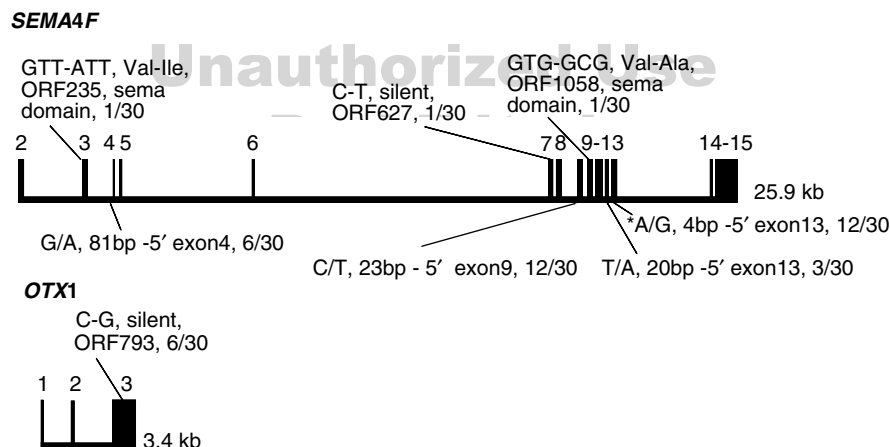 SEMA4F
Unauthorized Use
GTT-ATT, Val-Ile,
ORF235, sema
domain, 1/30
C-T, silent,
ORF627, 1/30
GTG-GCG, Val-Ala,
ORF1058, sema
domain, 1/30
2 3 4 5 6 7 8 9-13 14-15
25.9 kb
G/A, 81bp -5′ exon4, 6/30
*A/G, 4bp -5′ exon13, 12/30
C/T, 23bp - 5′ exon9, 12/30
T/A, 20bp -5′ exon13, 3/30
OTX1
C-G, silent,
ORF793, 6/30
1 2 3
3.4 kb